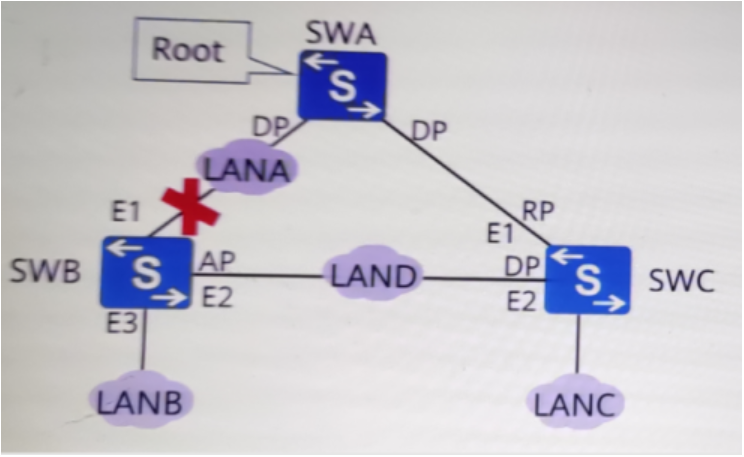 SWA
Root
S
DP
DP
LANA
E1
RP
E1
SWB
S
AP
E2
LAND
DP
E2
S
SWC
E3
LANB
LANC